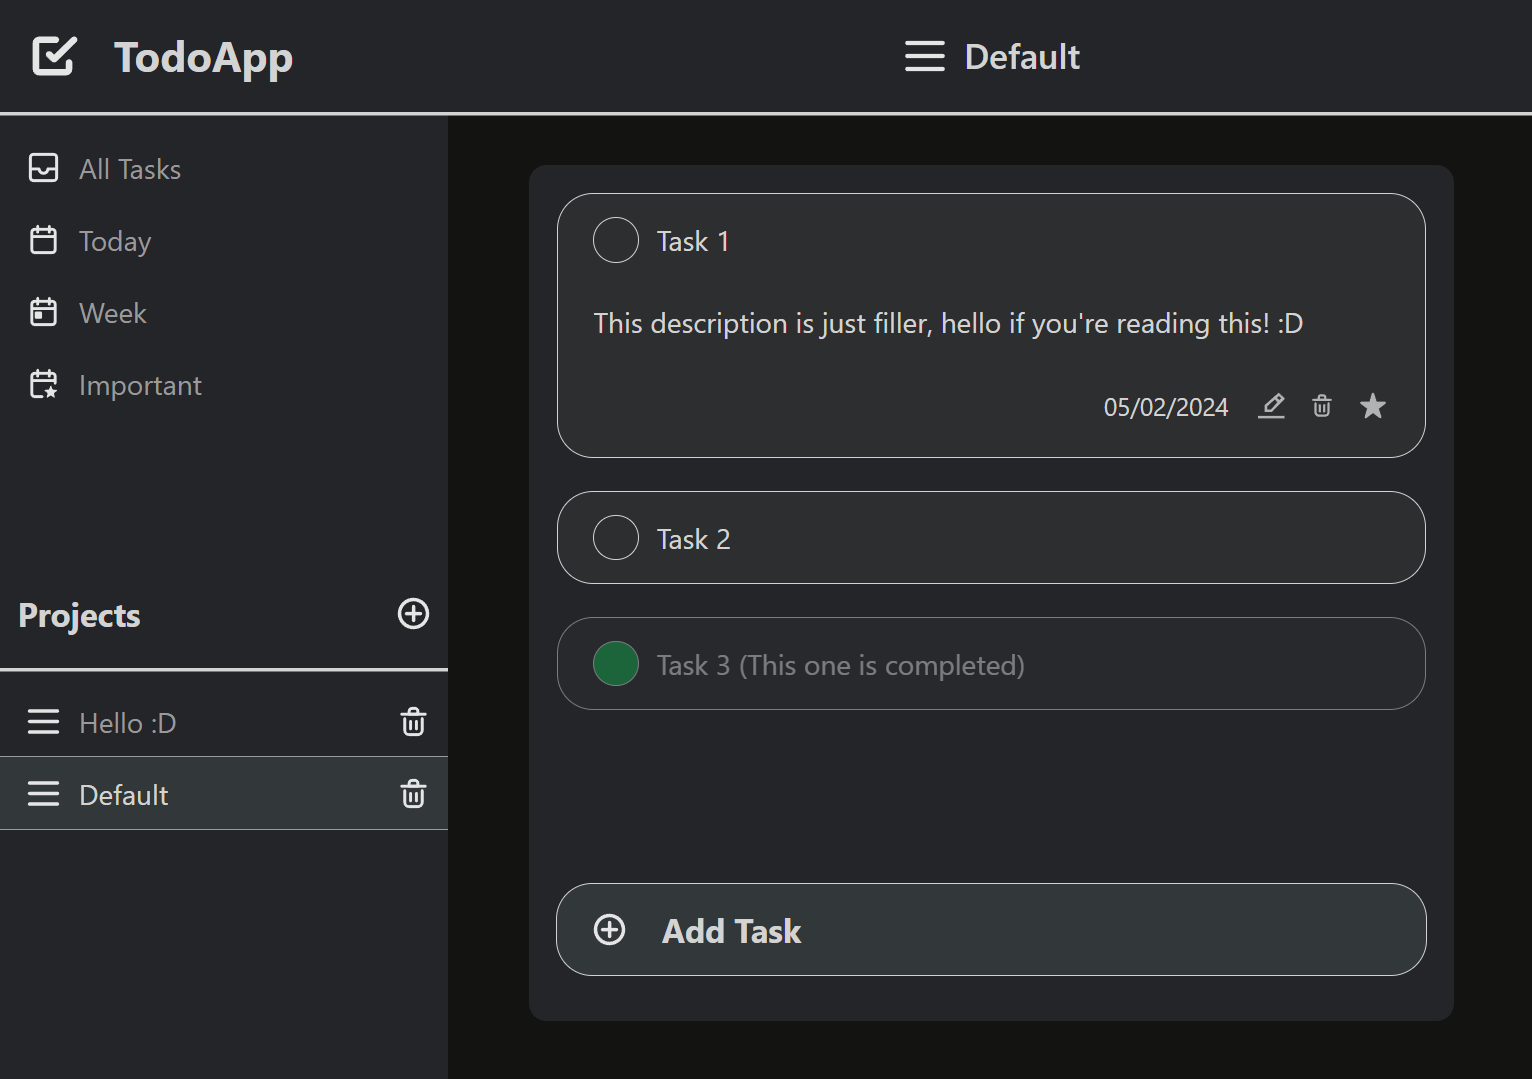 TodoApp
Default
All Tasks
Today
Week
Important
Projects
Hello :D
Default
Task 1
This description is just filler, hello if you're reading this! :D
05/02/2024
Task 2
Task 3 (This one is completed)
Add Task